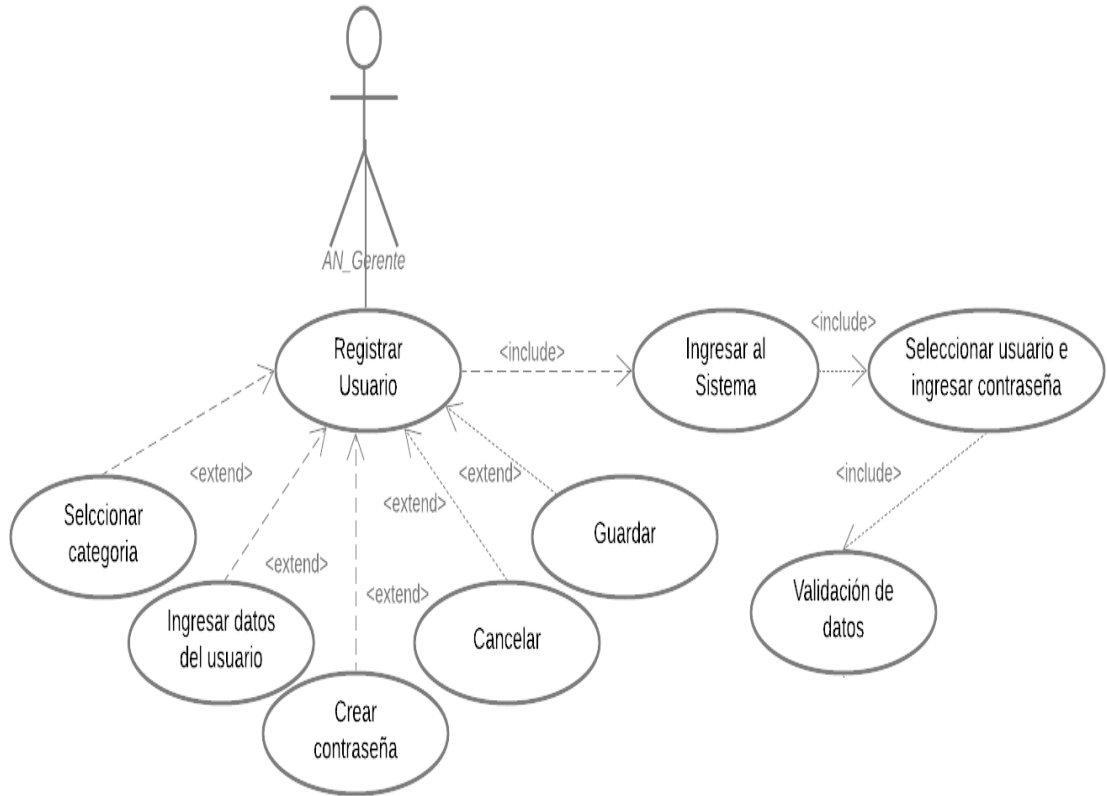 AN_Gerente
Registrar
Usuario
<include>
Ingresar al
Sistema
<include>
Seleccionar usuario e
ingresar contraseña
<extend>
<extend>
<extend>
<extend>
<extend>
<include>
Selccionar
categoria
Ingresar datos
del usuario
Crear
contraseña
Cancelar
Guardar
Validación de
datos